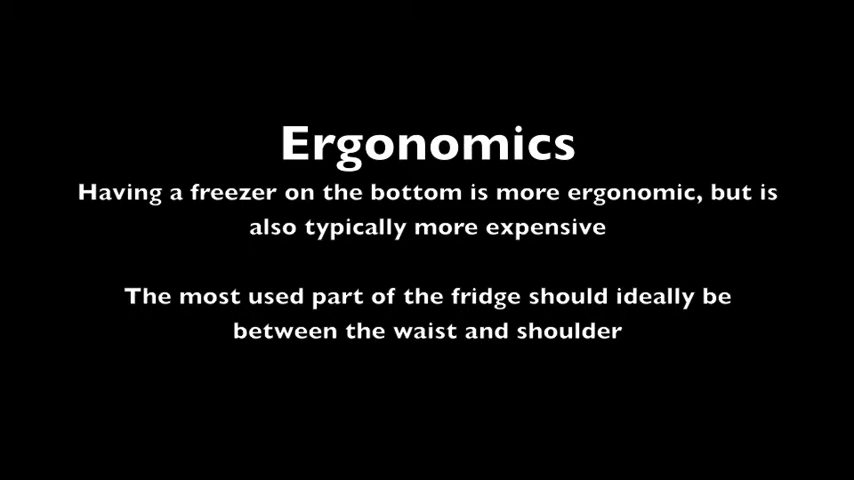 Ergonomics
Having a freezer on the bottom is more ergonomic, but is
also typically more expensive
The most used part of the fridge should ideally be
between the waist and shoulder